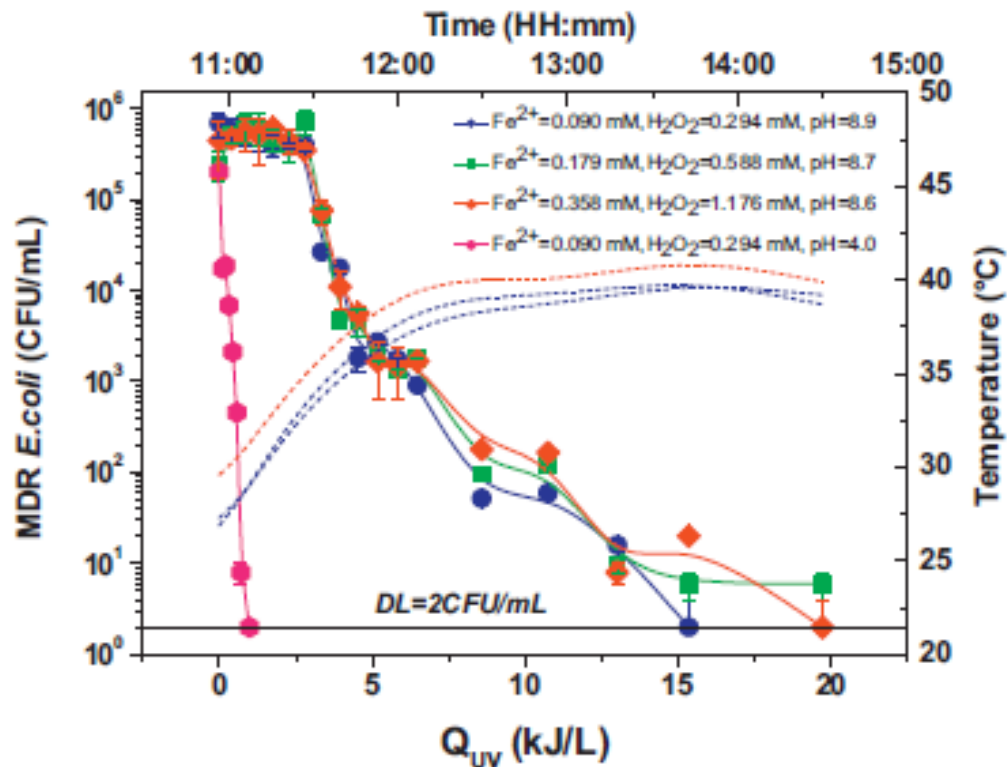 Time (HH:mm)
11:00 12:00 13:00 14:00 15:00
MDR E.coli (CFU/mL)
10⁶
10⁵
10⁴
10³
10²
10¹
10⁰
Fe²⁺=0.090 mM, H₂O₂=0.294 mM, pH=8.9
Fe²⁺=0.179 mM, H₂O₂=0.588 mM, pH=8.7
Fe²⁺=0.358 mM, H₂O₂=1.176 mM, pH=8.6
Fe²⁺=0.090 mM, H₂O₂=0.294 mM, pH=4.0
DL=2CFU/mL
50
45
40
35
30
25
20
Temperature (°C)
0 5 10 15 20
Q_UV (kJ/L)